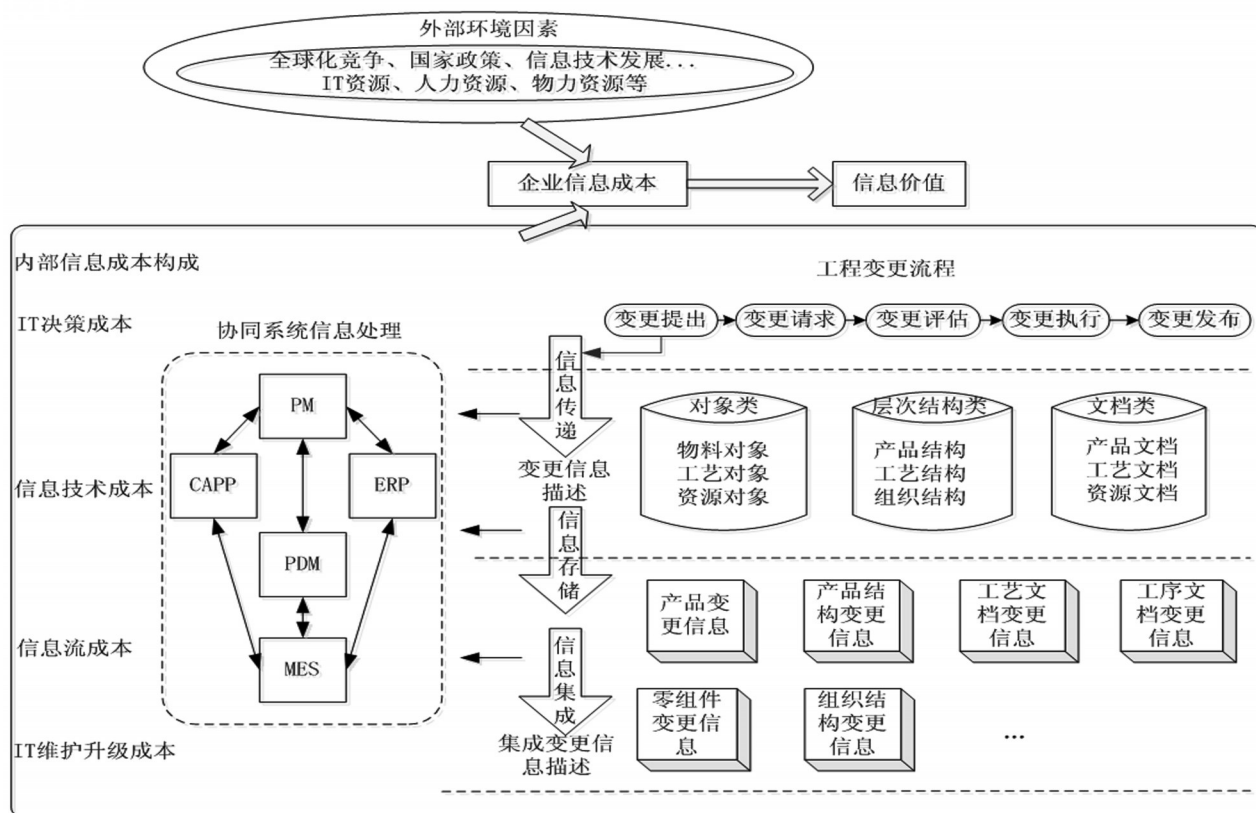 外部环境因素
全球化竞争、国家政策、信息技术发展...
IT资源、人力资源、物力资源等
企业信息成本
信息价值
内部信息成本构成
工程变更流程
IT决策成本
协同系统信息处理
变更提出
变更请求
变更评估
变更执行
变更发布
信息传递
PM
CAPP
ERP
PDM
MES
对象类
物料对象
工艺对象
资源对象
层次结构类
产品结构
工艺结构
组织结构
文档类
产品文档
工艺文档
资源文档
信息技术成本
变更信息
描述
信息存储
产品变
更信息
产品结
构变更
信息
工艺文
档变更
信息
工序文
档变更
信息
信息流成本
信息集成
零组件
变更信
息
组织结
构变更
信息
...
IT维护升级成本
集成变更信
息描述